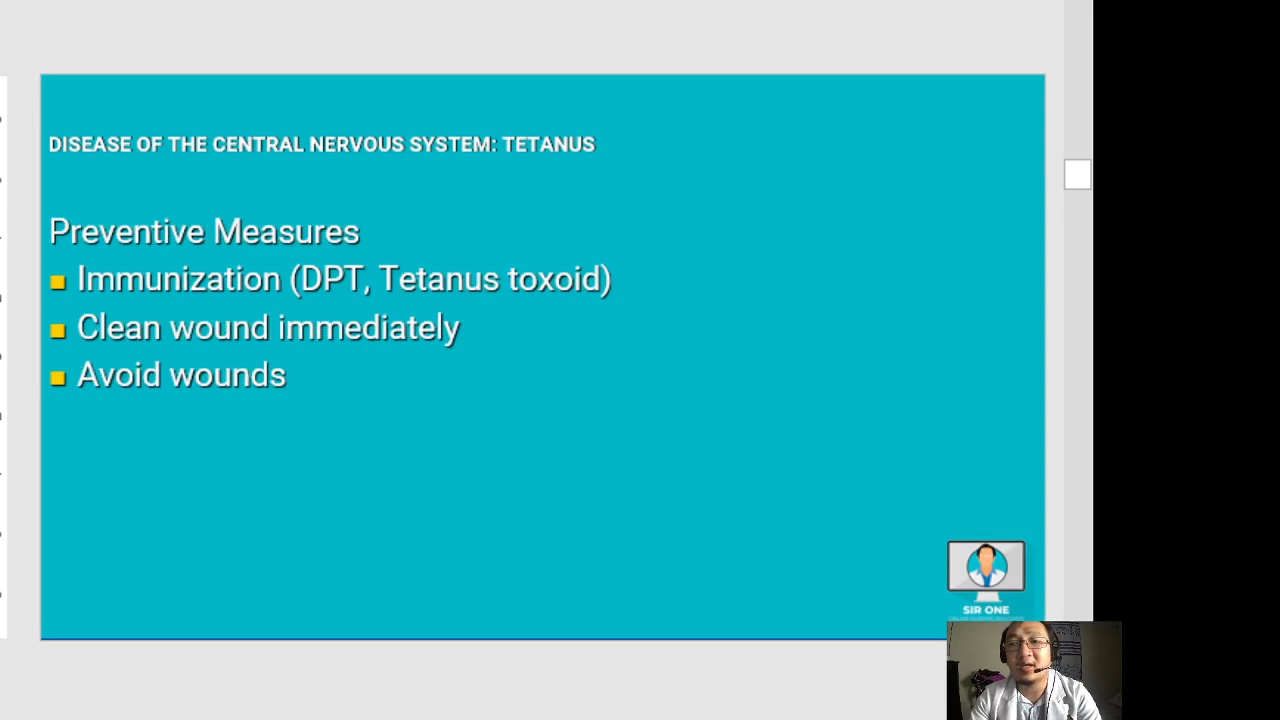 DISEASE OF THE CENTRAL NERVOUS SYSTEM: TETANUS
Preventive Measures
Immunization (DPT, Tetanus toxoid)
Clean wound immediately
Avoid wounds
SIR ONE